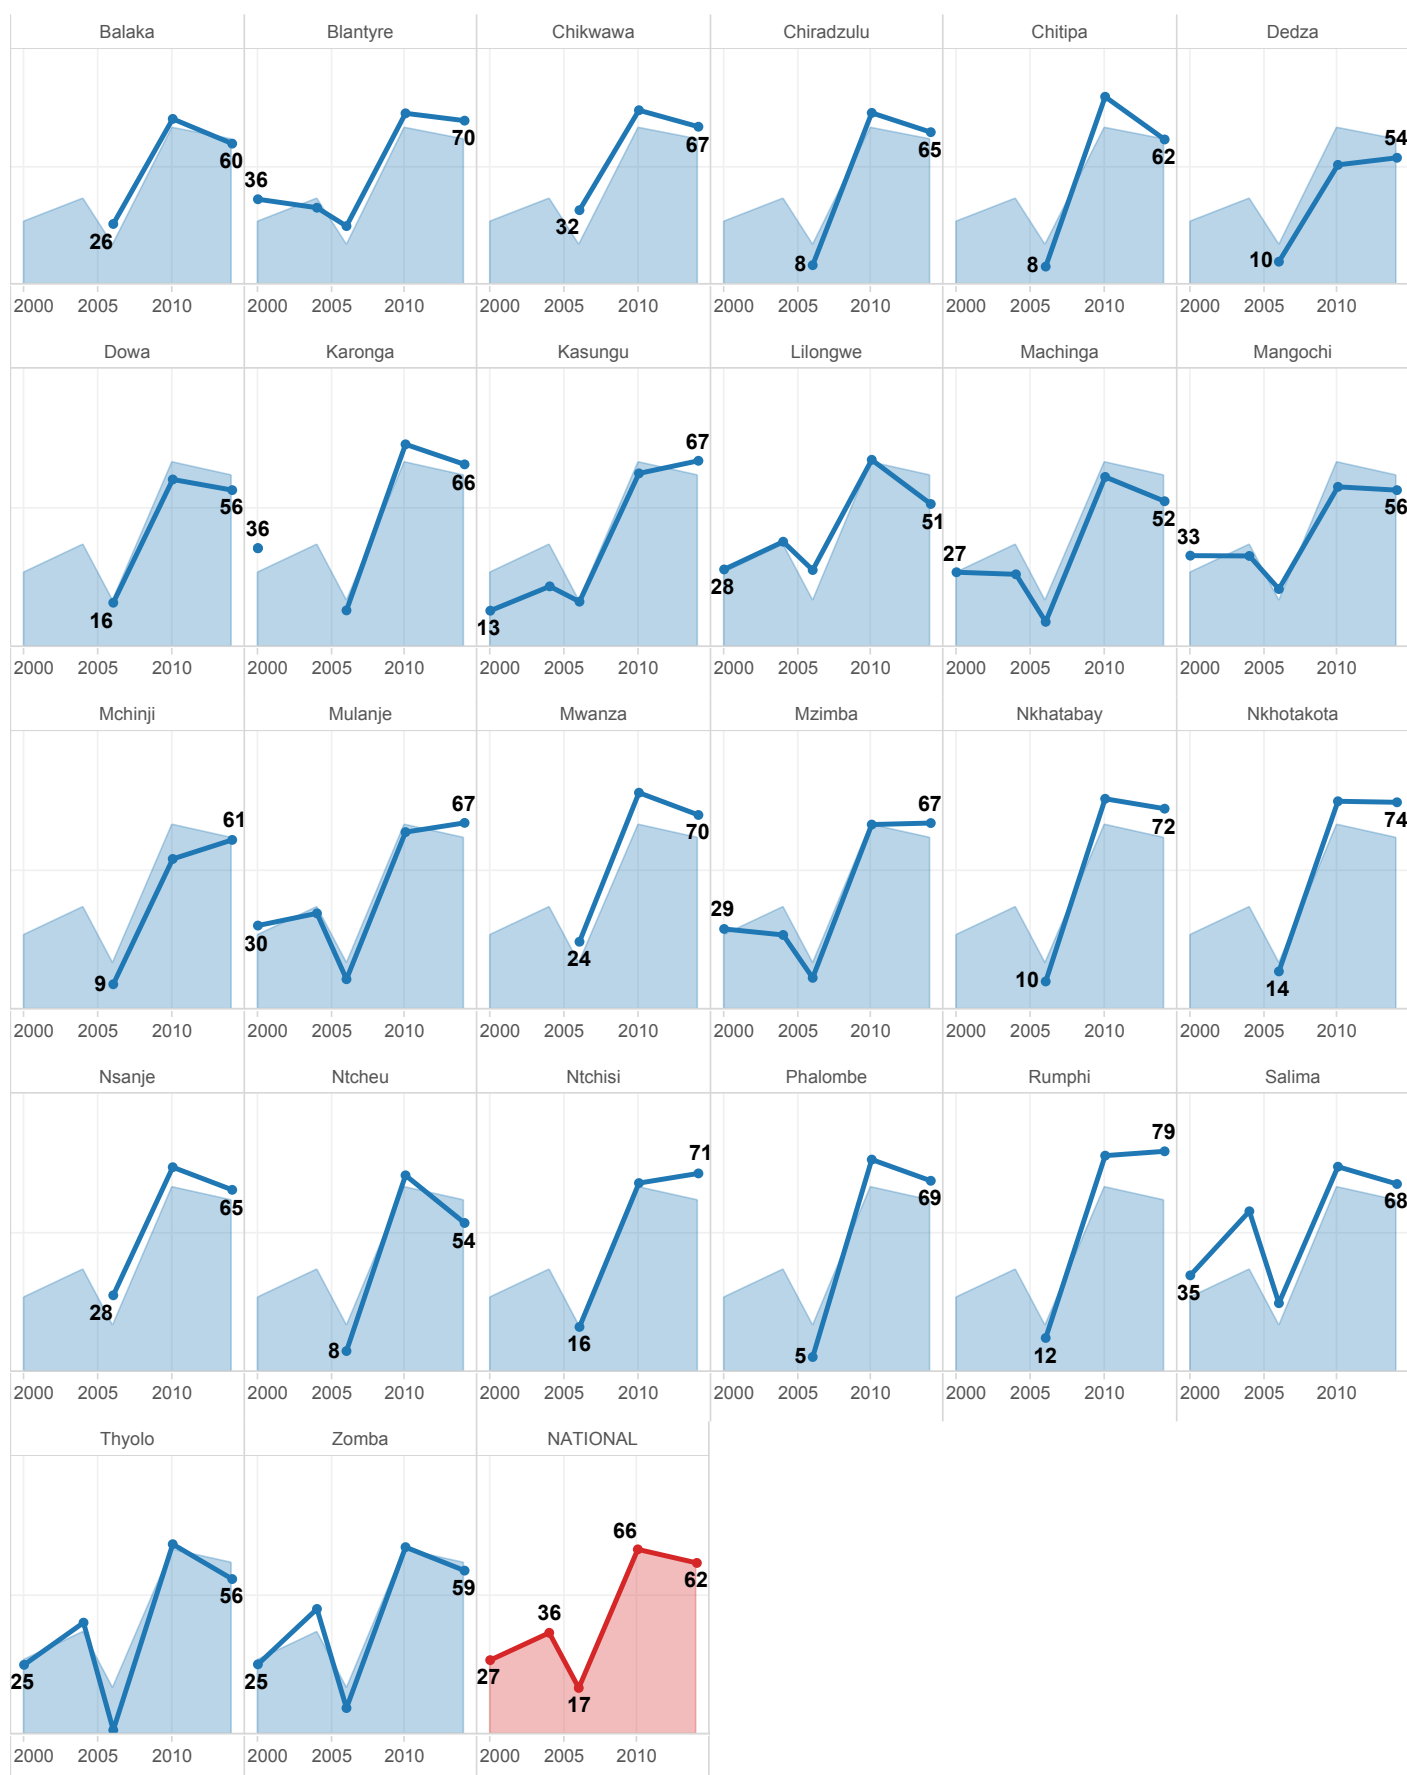 Balaka Blantyre Chikwawa Chiradzulu Chitipa Dedza
60 26
36 70
32 67
8 65
8 62
10 54
2000 2005 2010 2000 2005 2010 2000 2005 2010 2000 2005 2010 2000 2005 2010 2000 2005 2010
Dowa Karonga Kasungu Lilongwe Machinga Mangochi
16 56
36 66
13 67
28 51
27 52
33 56
2000 2005 2010 2000 2005 2010 2000 2005 2010 2000 2005 2010 2000 2005 2010 2000 2005 2010
Mchinji Mulanje Mwanza Mzimba Nkhatabay Nkhotakota
9 61
30 67
24 70
29 67
10 72
14 74
2000 2005 2010 2000 2005 2010 2000 2005 2010 2000 2005 2010 2000 2005 2010 2000 2005 2010
Nsanje Ntcheu Ntchisi Phalombe Rumphi Salima
28 65
8 54
16 71
5 69
12 79
35 68
2000 2005 2010 2000 2005 2010 2000 2005 2010 2000 2005 2010 2000 2005 2010 2000 2005 2010
Thyolo Zomba NATIONAL
25 56
25 59
27 36 17 66 62
2000 2005 2010 2000 2005 2010 2000 2005 2010